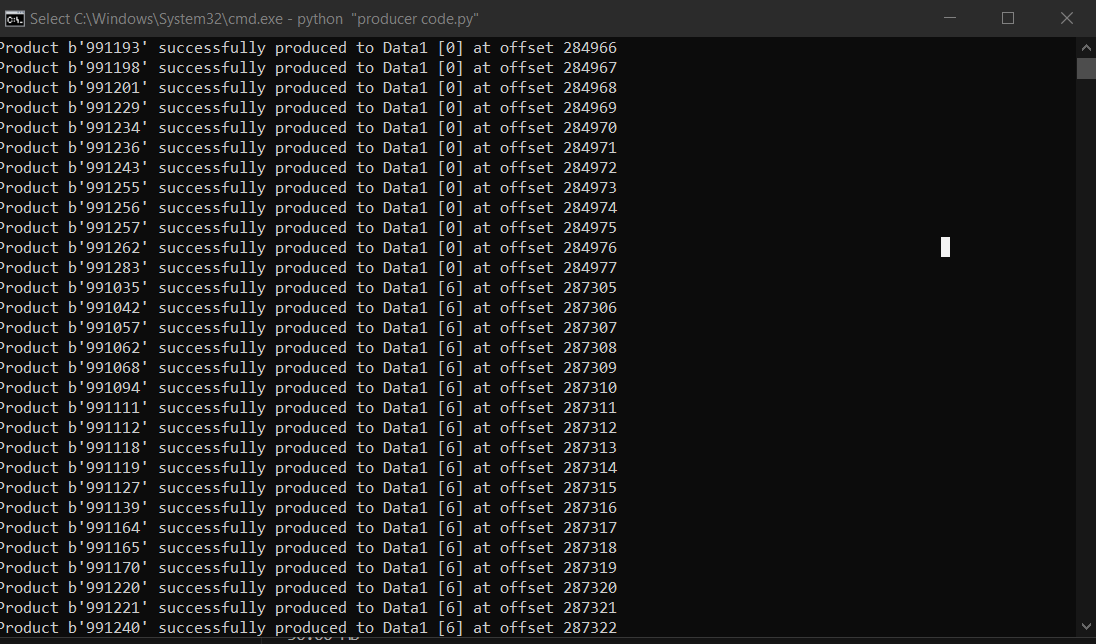 Select C:\Windows\System32\cmd.exe - python  "producer code.py"
Product b'991193' successfully produced to Data1 [0] at offset 284966
Product b'991198' successfully produced to Data1 [0] at offset 284967
Product b'991201' successfully produced to Data1 [0] at offset 284968
Product b'991229' successfully produced to Data1 [0] at offset 284969
Product b'991234' successfully produced to Data1 [0] at offset 284970
Product b'991236' successfully produced to Data1 [0] at offset 284971
Product b'991243' successfully produced to Data1 [0] at offset 284972
Product b'991255' successfully produced to Data1 [0] at offset 284973
Product b'991256' successfully produced to Data1 [0] at offset 284974
Product b'991257' successfully produced to Data1 [0] at offset 284975
Product b'991262' successfully produced to Data1 [0] at offset 284976
Product b'991283' successfully produced to Data1 [0] at offset 284977
Product b'991035' successfully produced to Data1 [6] at offset 287305
Product b'991042' successfully produced to Data1 [6] at offset 287306
Product b'991057' successfully produced to Data1 [6] at offset 287307
Product b'991062' successfully produced to Data1 [6] at offset 287308
Product b'991068' successfully produced to Data1 [6] at offset 287309
Product b'991094' successfully produced to Data1 [6] at offset 287310
Product b'991111' successfully produced to Data1 [6] at offset 287311
Product b'991112' successfully produced to Data1 [6] at offset 287312
Product b'991118' successfully produced to Data1 [6] at offset 287313
Product b'991119' successfully produced to Data1 [6] at offset 287314
Product b'991127' successfully produced to Data1 [6] at offset 287315
Product b'991139' successfully produced to Data1 [6] at offset 287316
Product b'991164' successfully produced to Data1 [6] at offset 287317
Product b'991165' successfully produced to Data1 [6] at offset 287318
Product b'991170' successfully produced to Data1 [6] at offset 287319
Product b'991220' successfully produced to Data1 [6] at offset 287320
Product b'991221' successfully produced to Data1 [6] at offset 287321
Product b'991240' successfully produced to Data1 [6] at offset 287322